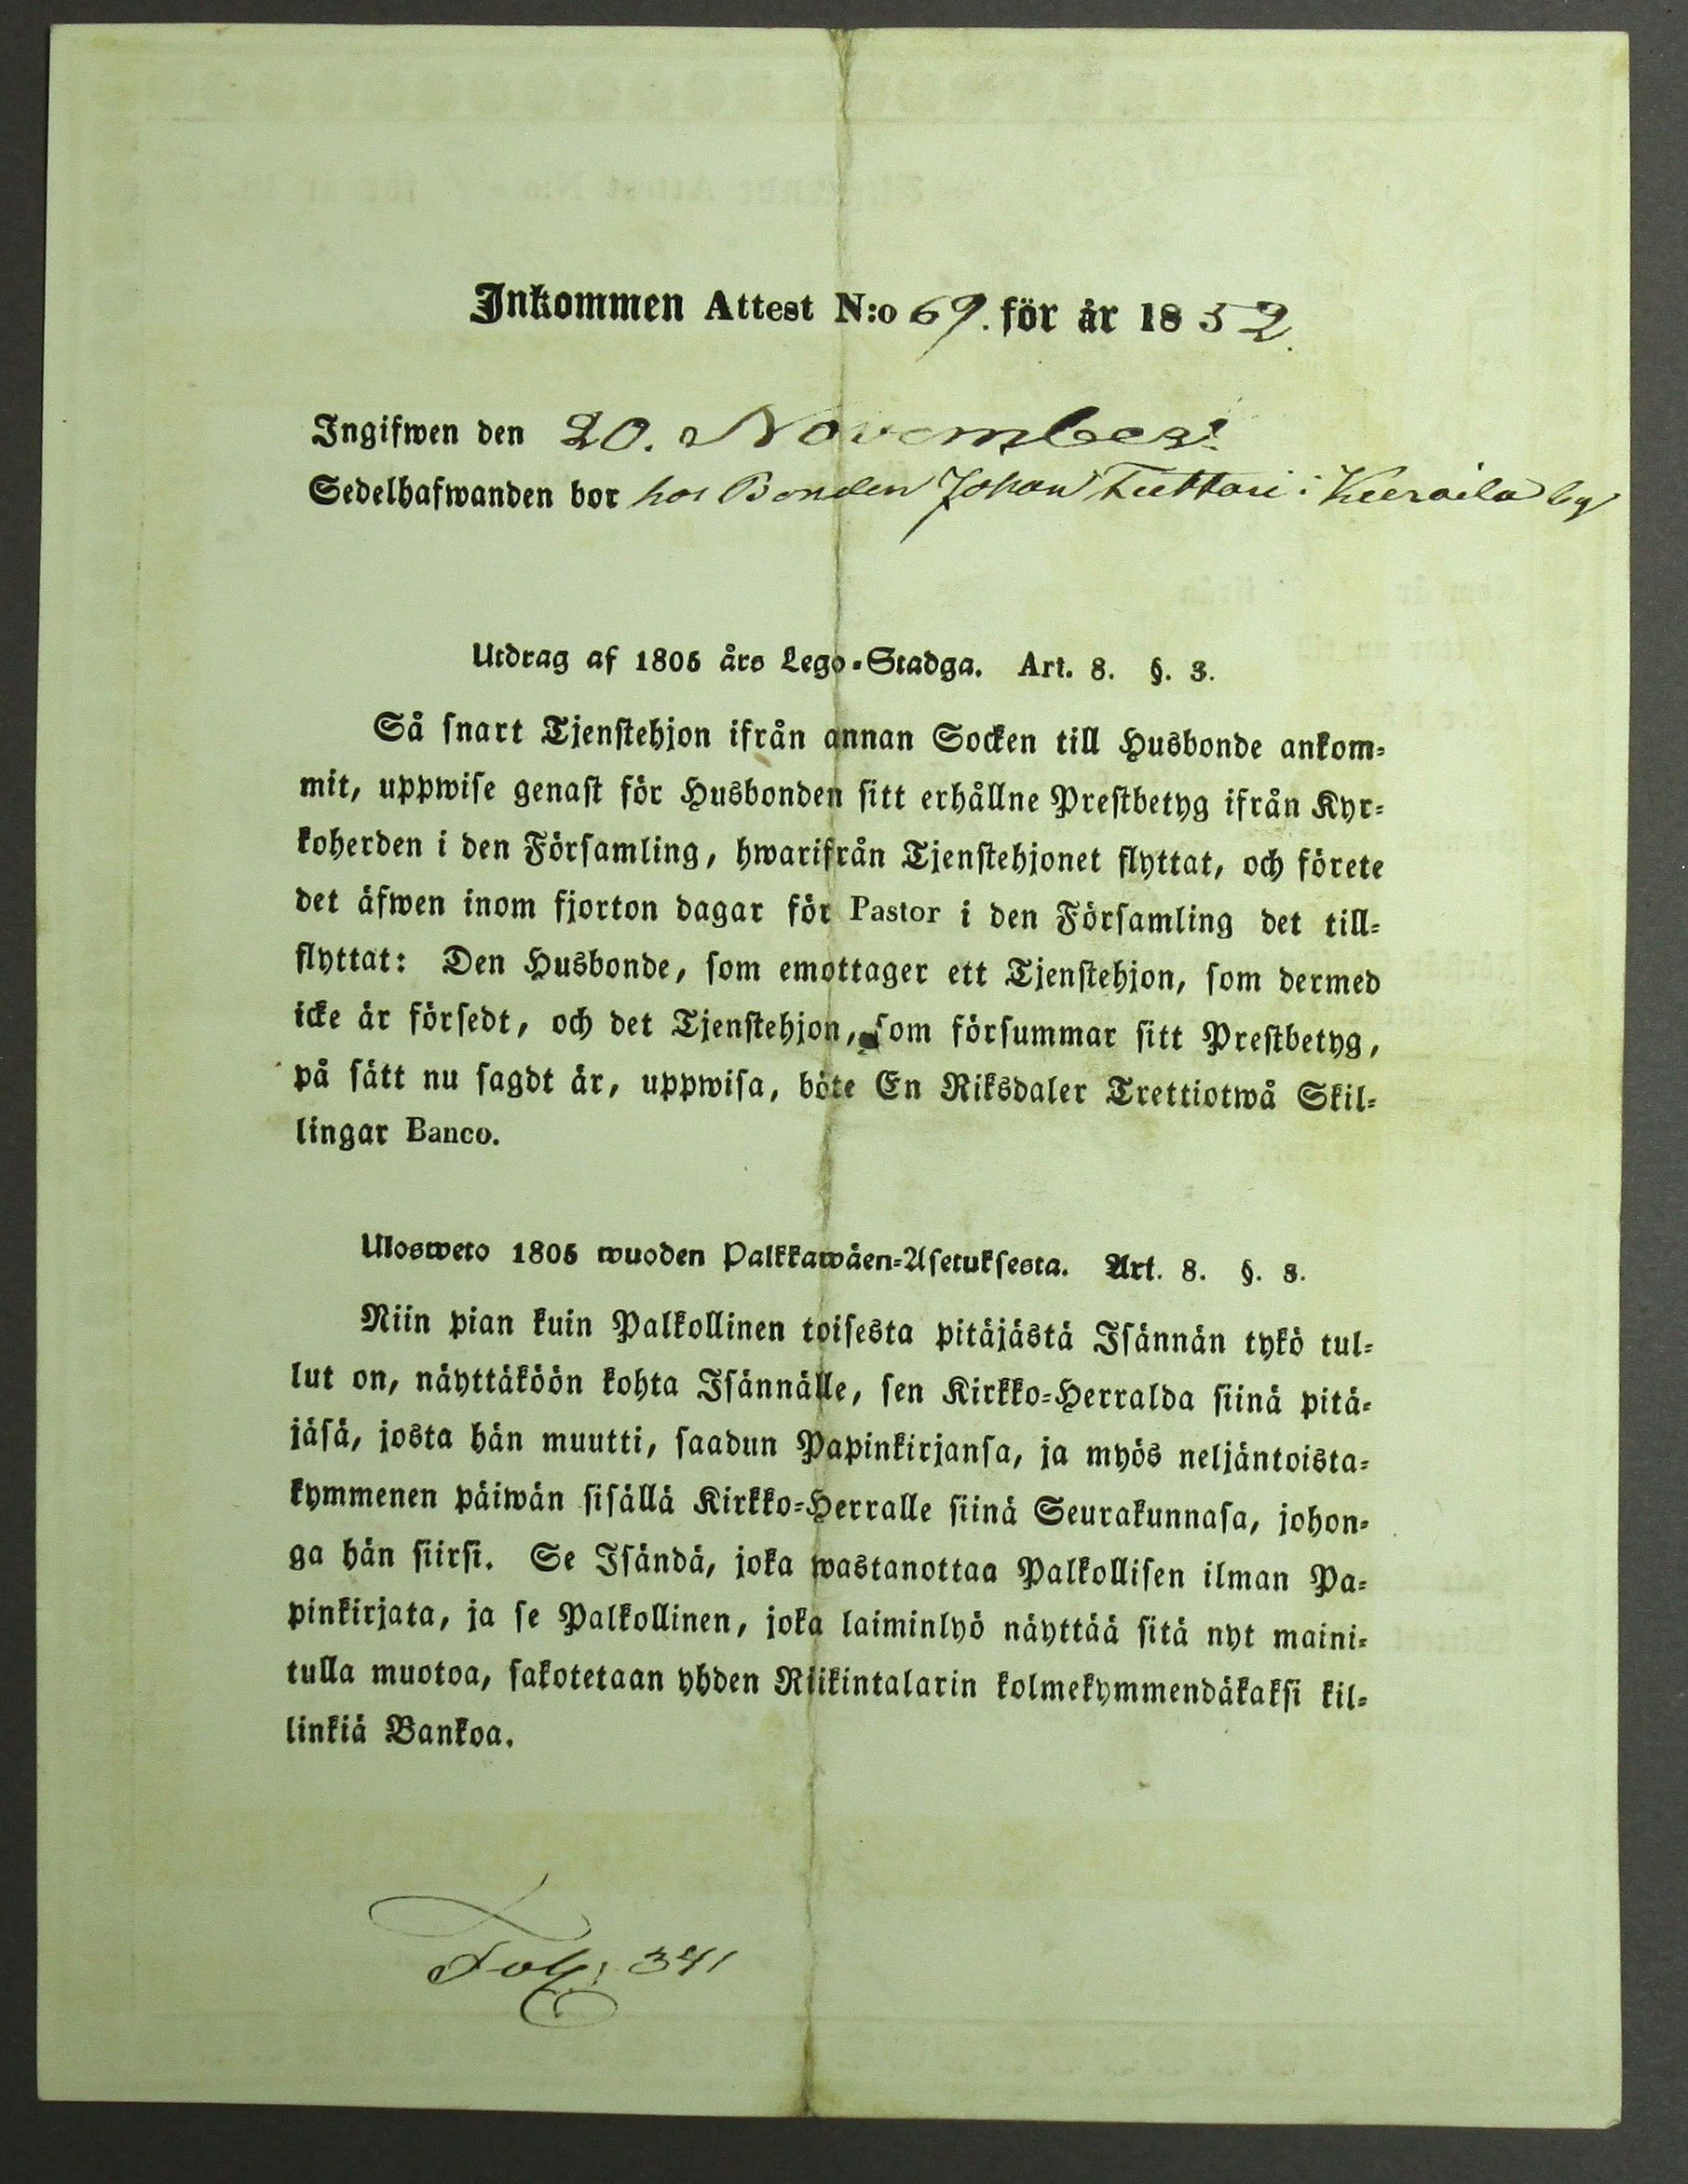 Inkommen Attest N:o 69. för år 1852.
Ingifwen den 20. November
Sedelhafwanden bor hos Bonden Johan Tuttari i Keeraila by
Utdrag af 1805 års Lego-Stadga. Art. 8. §. 3.
Så snart Tjenstehjon ifrån annan Socken till Husbonde ankom-
mit, uppwise genast för Husbonden sitt erhållne Prestbetyg ifrån Kyr-
koherden i den Församling, hwarifrån Tjenstehjonet flyttat, och förete
det äfwen inom fjorton dagar för Pastor i den Församling det till-
flyttat: Den Husbonde, som emottager ett Tjenstehjon, som dermed
icke är försedt, och det Tjenstehjon, som försummar sitt Prestbetyg,
på sätt nu sagdt är, uppwisa, böte En Riksdaler Trettiotwå Skil-
lingar Banco.
Ulosweto 1805 wuoden Palkkawäen-Asetuksesta. Art. 8. §. 3.
Niin pian kuin Palkollinen toisesta pitäjästä Isännän tykö tul-
lut on, näyttäköön kohta Isännälle, sen Kirkko-Herralda siinä pitä-
jäsä, josta hän muutti, saadun Papinkirjansa, ja myös neljäntoista-
kymmenen päiwän sisällä Kirkko-Herralle siinä Seurakunnasa, johon-
ga hän siirsi. Se Isändä, joka wastanottaa Palkollisen ilman Pa-
pinkirjata, ja se Palkollinen, joka laiminlyö näyttää sitä nyt maini-
tulla muotoa, sakotetaan yhden Riikintalarin kolmekymmendäkaksi kil-
linkiä Bankoa.
Fol: 341